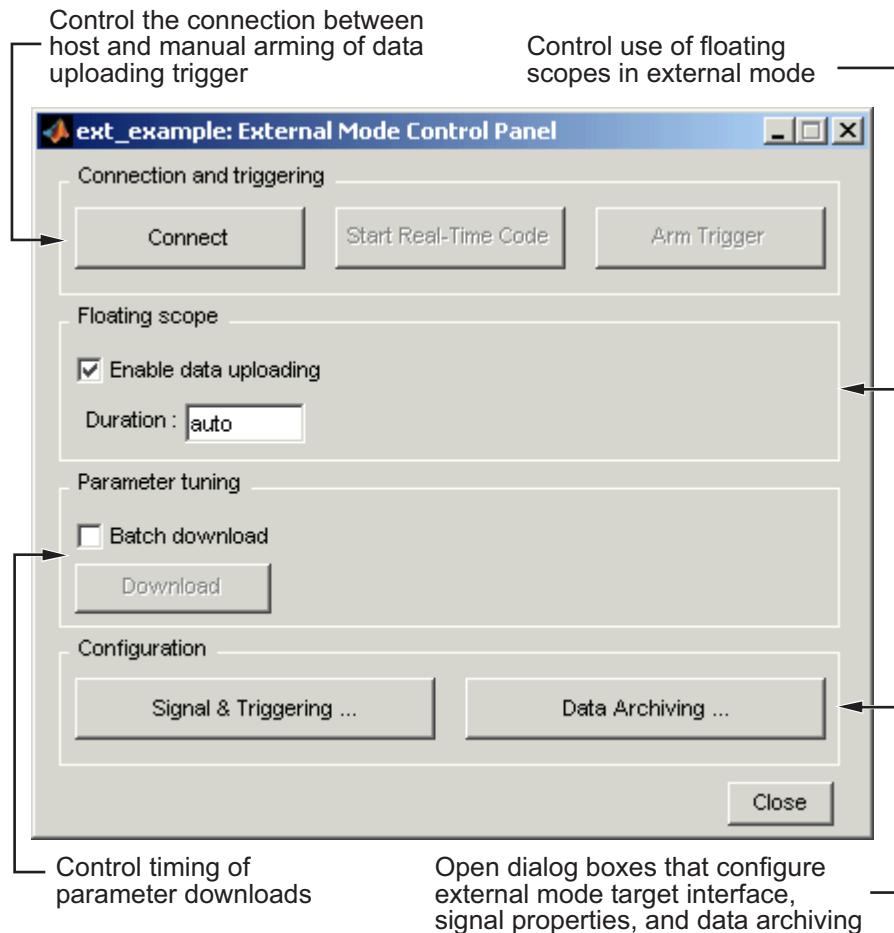 Control the connection between
host and manual arming of data
uploading trigger
Control use of floating
scopes in external mode
ext_example: External Mode Control Panel
Connection and triggering
Connect
Start Real-Time Code
Arm Trigger
Floating scope
Enable data uploading
Duration : auto
Parameter tuning
Batch download
Download
Configuration
Signal & Triggering ...
Data Archiving ...
Close
Control timing of
parameter downloads
Open dialog boxes that configure
external mode target interface,
signal properties, and data archiving